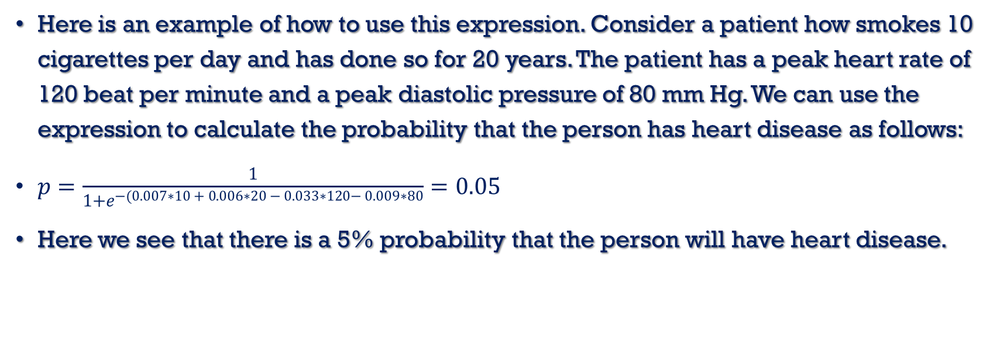 • Here is an example of how to use this expression. Consider a patient how smokes 10
cigarettes per day and has done so for 20 years. The patient has a peak heart rate of
120 beat per minute and a peak diastolic pressure of 80 mm Hg. We can use the
expression to calculate the probability that the person has heart disease as follows:
• p = 1 / 1+e^−(0.007*10 + 0.006*20 − 0.033*120− 0.009*80 = 0.05
• Here we see that there is a 5% probability that the person will have heart disease.